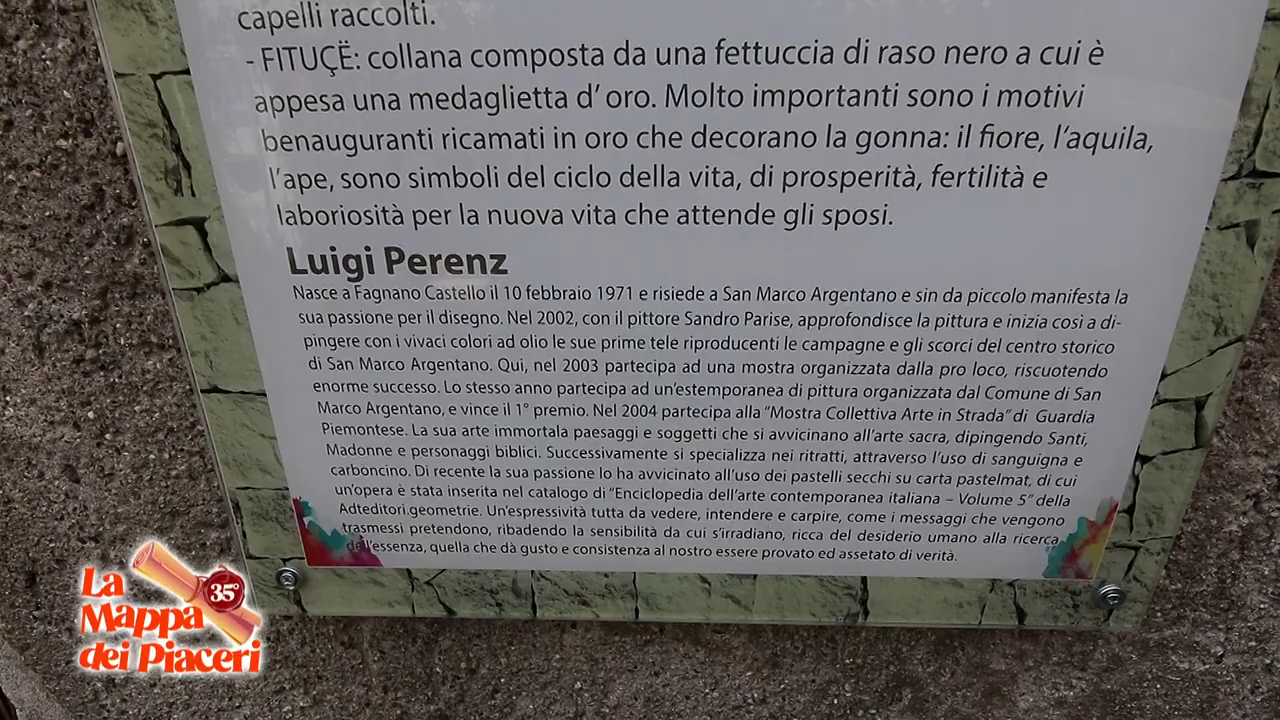 capelli raccolti.
- FITUÇË: collana composta da una fettuccia di raso nero a cui è
appesa una medaglietta d' oro. Molto importanti sono i motivi
benauguranti ricamati in oro che decorano la gonna: il fiore, l'aquila,
l'ape, sono simboli del ciclo della vita, di prosperità, fertilità e
laboriosità per la nuova vita che attende gli sposi.
Luigi Perenz
Nasce a Fagnano Castello il 10 febbraio 1971 e risiede a San Marco Argentano e sin da piccolo manifesta la
sua passione per il disegno. Nel 2002, con il pittore Sandro Parise, approfondisce la pittura e inizia così a di-
pingere con i vivaci colori ad olio le sue prime tele riproducenti le campagne e gli scorci del centro storico
di San Marco Argentano. Qui, nel 2003 partecipa ad una mostra organizzata dalla pro loco, riscuotendo
enorme successo. Lo stesso anno partecipa ad un'estemporanea di pittura organizzata dal Comune di San
Marco Argentano, e vince il 1° premio. Nel 2004 partecipa alla "Mostra Collettiva Arte in Strada" di Guardia
Piemontese. La sua arte immortala paesaggi e soggetti che si avvicinano all'arte sacra, dipingendo Santi,
Madonne e personaggi biblici. Successivamente si specializza nei ritratti, attraverso l'uso di sanguigna e
carboncino. Di recente la sua passione lo ha avvicinato all'uso dei pastelli secchi su carta pastelmat, di cui
un'opera è stata inserita nel catalogo di "Enciclopedia dell'arte contemporanea italiana – Volume 5" della
Adteditori.geometrie. Un'espressività tutta da vedere, intendere e carpire, come i messaggi che vengono
trasmessi pretendono, ribadendo la sensibilità da cui s'irradiano, ricca del desiderio umano alla ricerca
dell'essenza, quella che dà gusto e consistenza al nostro essere provato ed assetato di verità.
La
Mappa
dei Piaceri
35°